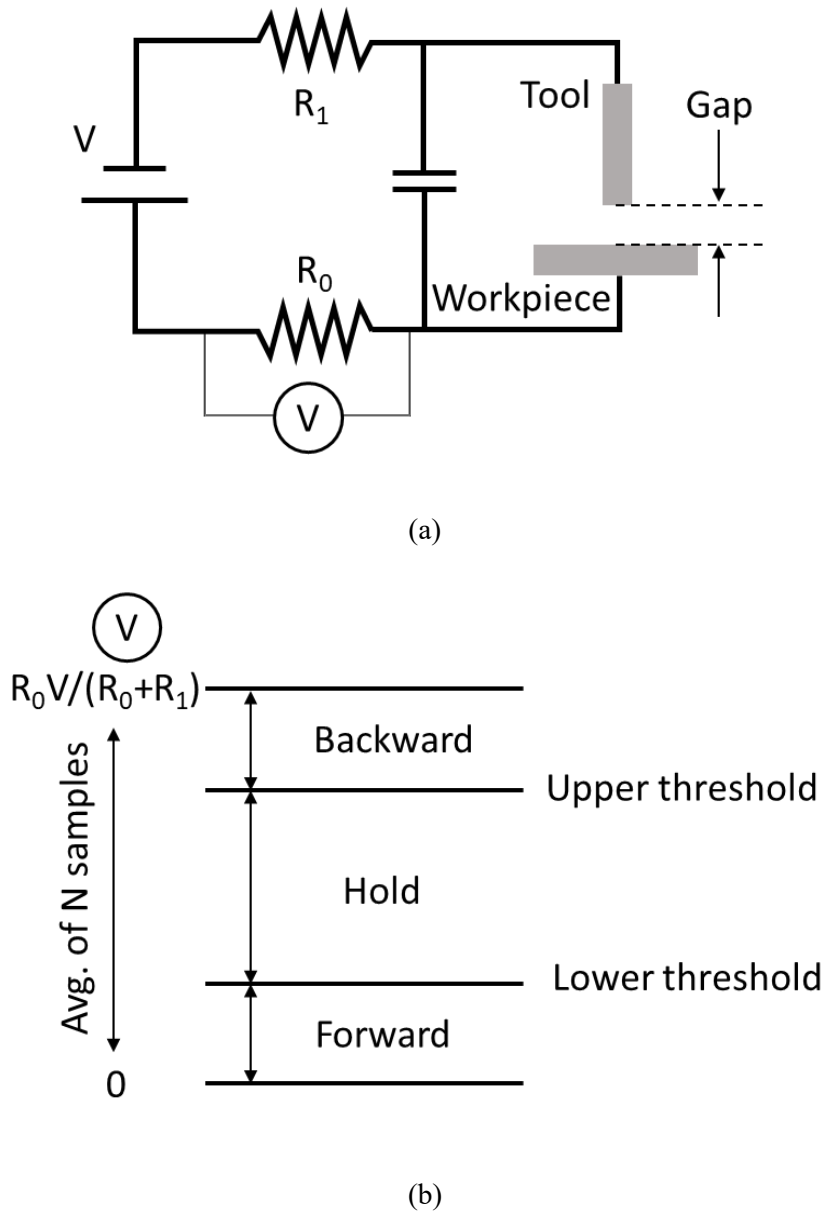 R₁
Tool
Gap
V
R₀
Workpiece
V
(a)
V
R₀V/(R₀+R₁)
Backward
Upper threshold
Avg. of N samples
Hold
Lower threshold
Forward
0
(b)